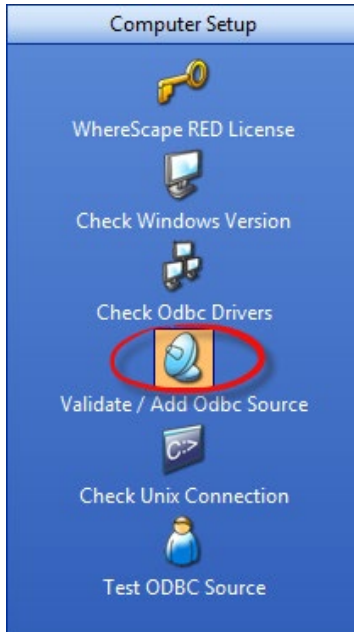 Computer Setup
WhereScape RED License
Check Windows Version
Check Odbc Drivers
Validate / Add Odbc Source
C:>
Check Unix Connection
Test ODBC Source